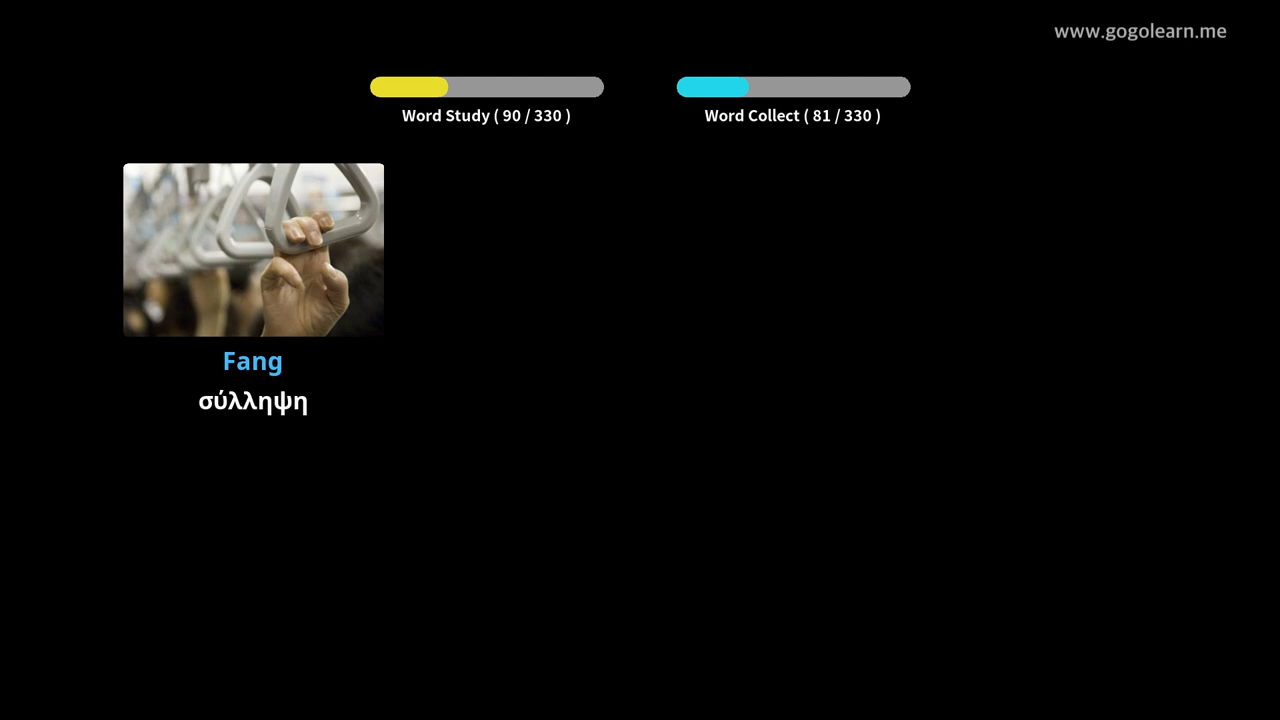 www.gogolearn.me
Word Study ( 90 / 330 )
Word Collect ( 81 / 330 )
Fang
σύλληψη